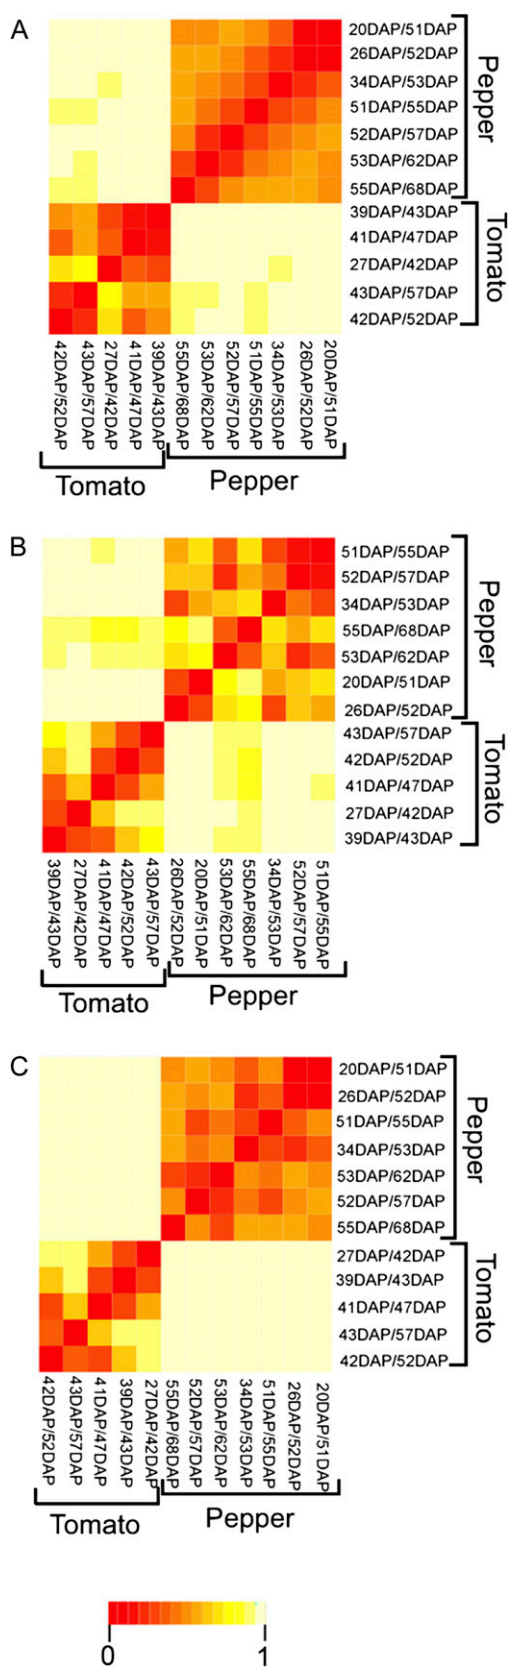 A
20DAP/51DAP
26DAP/52DAP
34DAP/53DAP
51DAP/55DAP
52DAP/57DAP
53DAP/62DAP
55DAP/68DAP
Pepper
39DAP/43DAP
41DAP/47DAP
27DAP/42DAP
43DAP/57DAP
42DAP/52DAP
Tomato
42DAP/52DAP
43DAP/57DAP
27DAP/42DAP
41DAP/47DAP
39DAP/43DAP
55DAP/68DAP
53DAP/62DAP
52DAP/57DAP
51DAP/55DAP
34DAP/53DAP
26DAP/52DAP
20DAP/51DAP
Tomato
Pepper
B
51DAP/55DAP
52DAP/57DAP
34DAP/53DAP
55DAP/68DAP
53DAP/62DAP
20DAP/51DAP
26DAP/52DAP
Pepper
43DAP/57DAP
42DAP/52DAP
41DAP/47DAP
27DAP/42DAP
39DAP/43DAP
Tomato
39DAP/43DAP
27DAP/42DAP
41DAP/47DAP
42DAP/52DAP
43DAP/57DAP
26DAP/52DAP
20DAP/51DAP
53DAP/62DAP
55DAP/68DAP
34DAP/53DAP
52DAP/57DAP
51DAP/55DAP
Tomato
Pepper
C
20DAP/51DAP
26DAP/52DAP
51DAP/55DAP
34DAP/53DAP
53DAP/62DAP
52DAP/57DAP
55DAP/68DAP
Pepper
27DAP/42DAP
39DAP/43DAP
41DAP/47DAP
43DAP/57DAP
42DAP/52DAP
Tomato
42DAP/52DAP
43DAP/57DAP
41DAP/47DAP
39DAP/43DAP
27DAP/42DAP
55DAP/68DAP
52DAP/57DAP
53DAP/62DAP
34DAP/53DAP
51DAP/55DAP
26DAP/52DAP
20DAP/51DAP
Tomato
Pepper
0 1